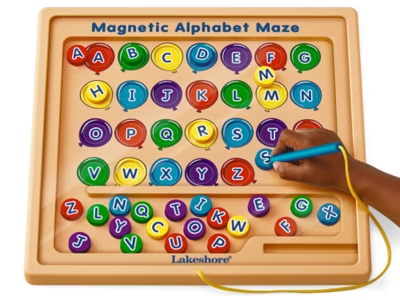 Magnetic Alphabet Maze
A A B C D E F G
M
H I J K L M N
O P Q R S T
S
V W X Y Z
Z L N Q T I F G X
Y C O K W E
J V U P
Lakeshore®